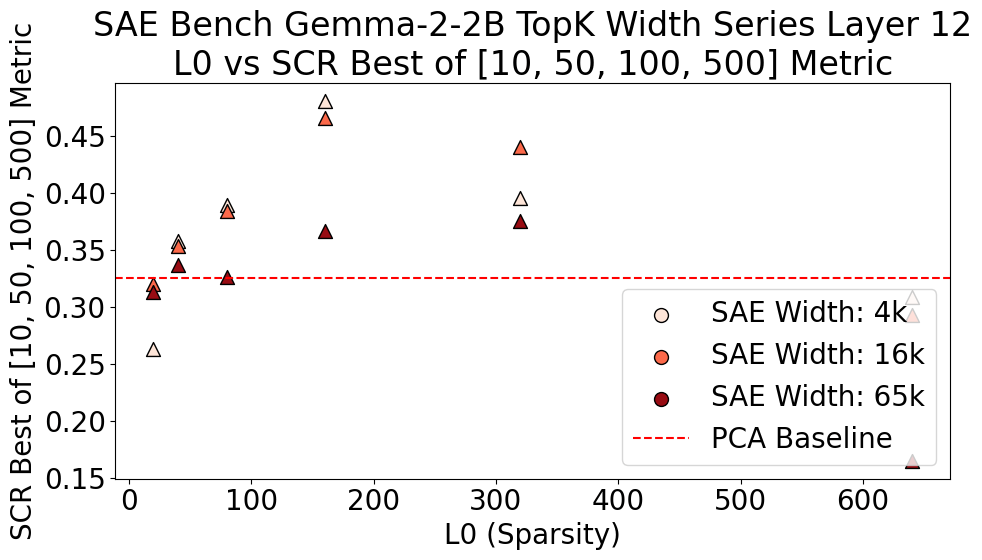 SAE Bench Gemma-2-2B TopK Width Series Layer 12
L0 vs SCR Best of [10, 50, 100, 500] Metric
SCR Best of [10, 50, 100, 500] Metric
0.45
0.40
0.35
0.30
0.25
0.20
0.15
SAE Width: 4k
SAE Width: 16k
SAE Width: 65k
PCA Baseline
0 100 200 300 400 500 600
L0 (Sparsity)